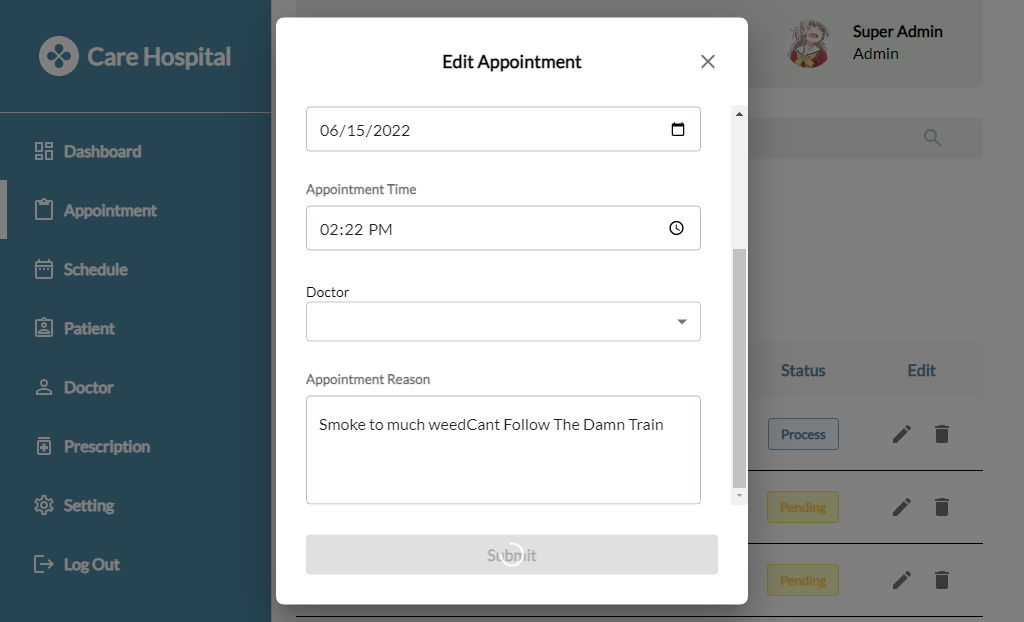 Care Hospital
Dashboard
Appointment
Schedule
Patient
Doctor
Prescription
Setting
Log Out
Super Admin
Admin
Edit Appointment
06/15/2022
Appointment Time
02:22 PM
Doctor
Appointment Reason
Smoke to much weedCant Follow The Damn Train
Submit
Status Edit
Process
Pending
Pending